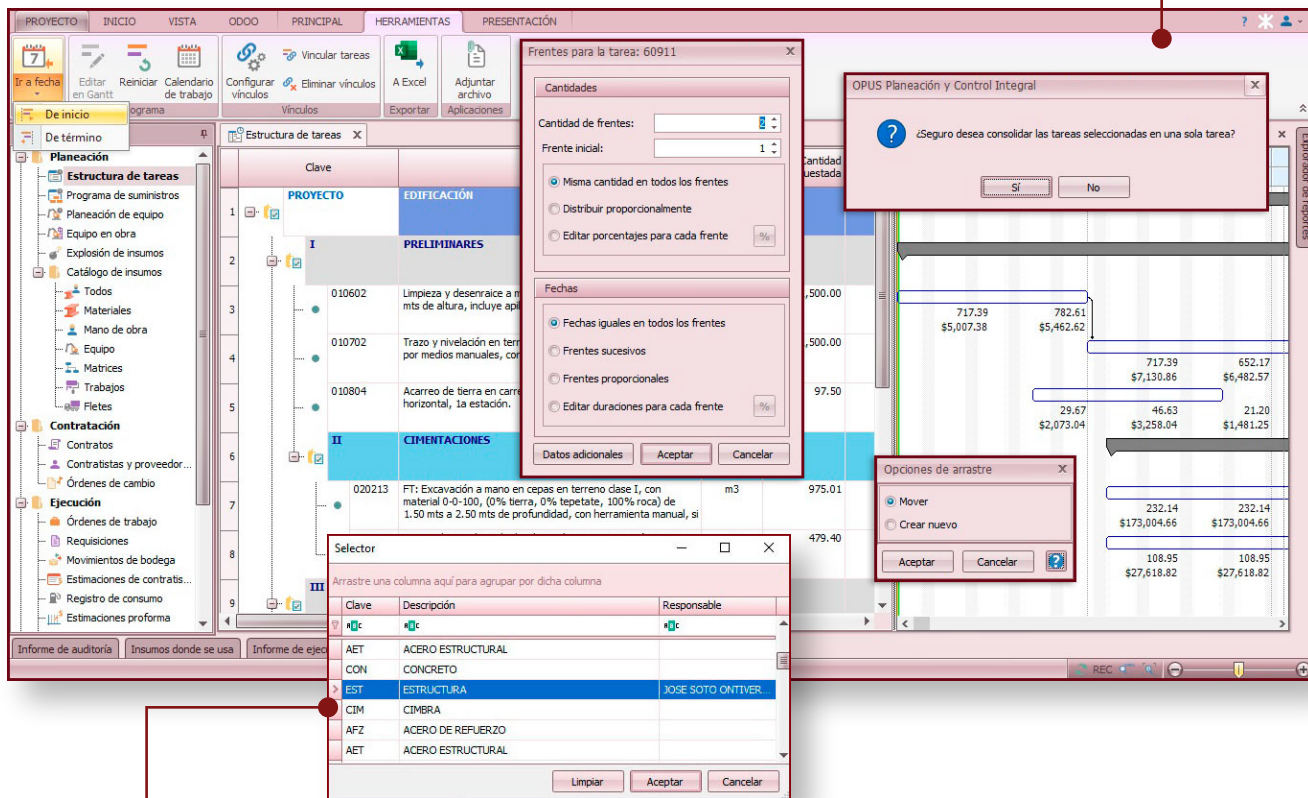 PROYECTO INICIO VISTA ODOO PRINCIPAL HERRAMIENTAS PRESENTACIÓN
Ir a fecha
Editar en Gantt
Reiniciar
Calendario de trabajo
Configurar vínculos
Vincular tareas
Eliminar vínculos
A Excel
Adjuntar archivo
Vínculos
Exportar
Aplicaciones
De inicio
De término
Planeación
Estructura de tareas
Programa de suministros
Planeación de equipo
Equipo en obra
Explosión de insumos
Catálogo de insumos
Todos
Materiales
Mano de obra
Equipo
Matrices
Trabajos
Fletes
Contratación
Contratos
Contratistas y proveedor...
Órdenes de cambio
Ejecución
Órdenes de trabajo
Requisiciones
Movimientos de bodega
Estimaciones de contratis...
Registro de consumo
Estimaciones proforma
Estructura de tareas X
Clave
1 PROYECTO EDIFICACIÓN
2 I PRELIMINARES
3 010602 Limpieza y desenraice a
mts de altura, incluye
,500.00
4 010702 Trazo y nivelación en
por medios manuales,
,500.00
5 010804 Acarreo de tierra en
horizontal, 1a estación.
97.50
6 II CIMENTACIONES
7 020213 FT: Excavación a mano en cepas en terreno clase I, con m3 975.01
material 0-0-100, (0% tierra, 0% tepetate, 100% roca) de
1.50 mts a 2.50 mts de profundidad, con herramienta manual, si
8 479.40
9 III
Frentes para la tarea: 60911 X
Cantidades
Cantidad de frentes: 2
Frente inicial: 1
Misma cantidad en todos los frentes
Distribuir proporcionalmente
Editar porcentajes para cada frente %
Fechas
Fechas iguales en todos los frentes
Frentes sucesivos
Frentes proporcionales
Editar duraciones para cada frente %
Datos adicionales Aceptar Cancelar
OPUS Planeación y Control Integral X
¿Seguro desea consolidar las tareas seleccionadas en una sola tarea?
Sí No
Explorador de reportes
717.39 782.61
$5,007.38 $5,462.62
717.39 652.17
$7,130.86 $6,482.57
29.67 46.63 21.20
$2,073.04 $3,258.04 $1,481.25
232.14 232.14
$173,004.66 $173,004.66
108.95 108.95
$27,618.82 $27,618.82
Opciones de arrastre X
Mover
Crear nuevo
Aceptar Cancelar ?
Selector
Arrastre una columna aquí para agrupar por dicha columna
Clave Descripción Responsable
AET ACERO ESTRUCTURAL
CON CONCRETO
EST ESTRUCTURA JOSE SOTO ONTIVER...
CIM CIMBRA
AFZ ACERO DE REFUERZO
AET ACERO ESTRUCTURAL
Limpiar Aceptar Cancelar
Informe de auditoría Insumos donde se usa
REC